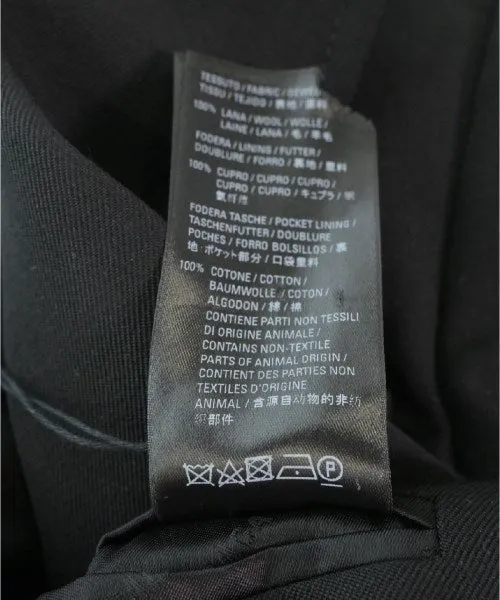 TESSUTO / FABRIC /
TISSU / TEJIDO / 表地 / 面料
100% LANA / WOOL / WOLLE /
LAINE / LANA / 毛 / 羊毛
FODERA / LINING / FUTTER /
DOUBLURE / FORRO / 裏地 / 里料
100% CUPRO / CUPRO / CUPRO /
CUPRO / CUPRO / キュプラ /
氨纤维
FODERA TASCHE / POCKET LINING /
TASCHENFUTTER / DOUBLURE
POCHES / FORRO BOLSILLOS / 裏
地・ポケット部分 / 口袋里料
100% COTONE / COTTON /
BAUMWOLLE / COTON /
ALGODON / 綿 / 棉
CONTIENE PARTI NON TESSILI
DI ORIGINE ANIMALE /
CONTAINS NON-TEXTILE
PARTS OF ANIMAL ORIGIN /
CONTIENT DES PARTIES NON
TEXTILES D'ORIGINE
ANIMALE / 含源自动物的非纺
织部件
P